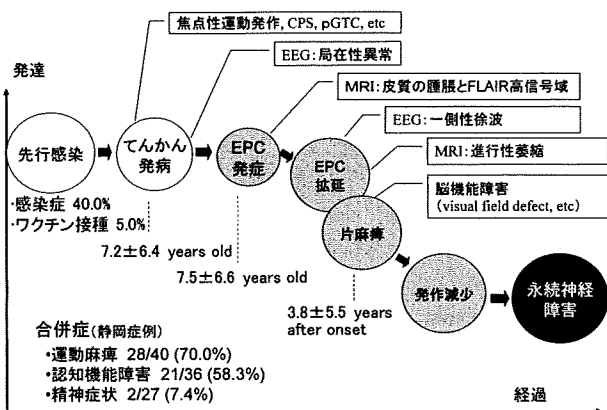 焦点性運動発作, CPS, pGTC, etc
EEG:局在性異常
発達
MRI:皮質の腫脹とFLAIR高信号域
EEG:一側性徐波
MRI:進行性萎縮
脳機能障害
(visual field defect, etc)
先行感染
てんかん
発病
EPC
発症
EPC
拡延
片麻痺
発作減少
永続神経
障害
・感染症 40.0%
・ワクチン接種 5.0%
7.2±6.4 years old
7.5±6.6 years old
3.8±5.5 years
after onset
合併症(静岡症例)
・運動麻痺 28/40 (70.0%)
・認知機能障害 21/36 (58.3%)
・精神症状 2/27 (7.4%)
経過